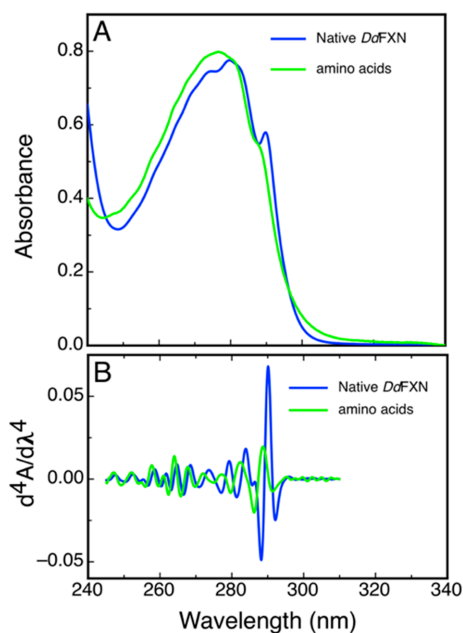 A
Native DdFXN
amino acids
0.8
0.6
0.4
0.2
0.0
Absorbance
B
Native DdFXN
amino acids
0.05
0.00
−0.05
d⁴A/dλ⁴
240 260 280 300 320 340
Wavelength (nm)